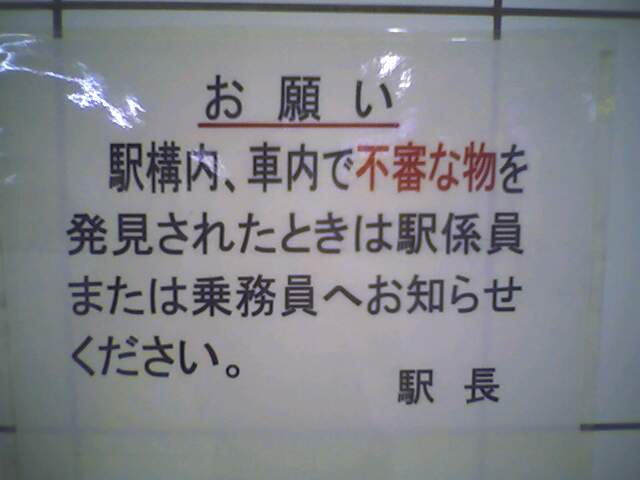 お願い
駅構内、車内で不審な物を
発見されたときは駅係員
または乗務員へお知らせ
ください。
駅長